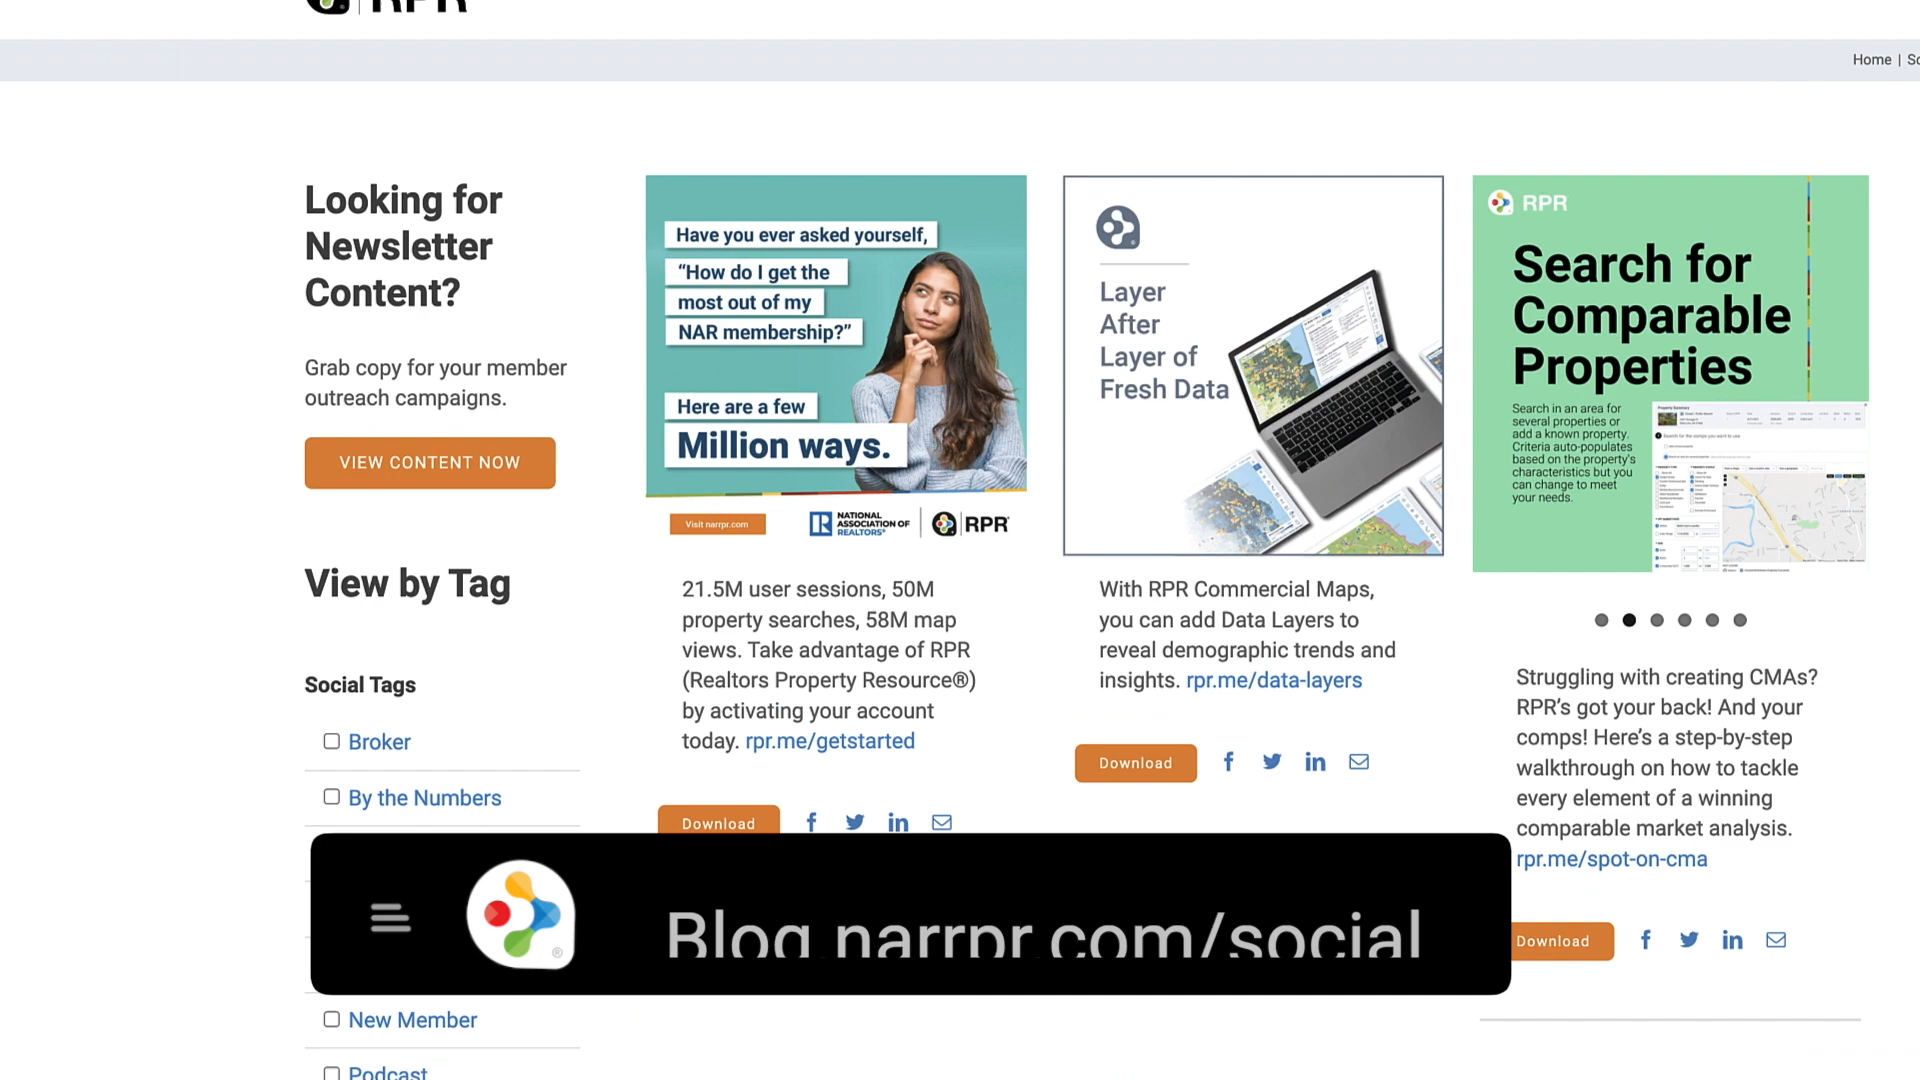 RPR
Home | So
Looking for
Newsletter
Content?
Grab copy for your member
outreach campaigns.
VIEW CONTENT NOW
View by Tag
Social Tags
Broker
By the Numbers
New Member
Podcast
Have you ever asked yourself,
“How do I get the
most out of my
NAR membership?”
Here are a few
Million ways.
Visit narrpr.com
NATIONAL
ASSOCIATION OF
REALTORS®
RPR®
21.5M user sessions, 50M
property searches, 58M map
views. Take advantage of RPR
(Realtors Property Resource®)
by activating your account
today. rpr.me/getstarted
Download
Layer
After
Layer of
Fresh Data
With RPR Commercial Maps,
you can add Data Layers to
reveal demographic trends and
insights. rpr.me/data-layers
Download
RPR
Search for
Comparable
Properties
Search in an area for
several properties or
add a known property.
Criteria auto-populates
based on the property's
characteristics but you
can change to meet
your needs.
Property Summary
Struggling with creating CMAs?
RPR’s got your back! And your
comps! Here’s a step-by-step
walkthrough on how to tackle
every element of a winning
comparable market analysis.
rpr.me/spot-on-cma
Download
Blog.narrpr.com/social